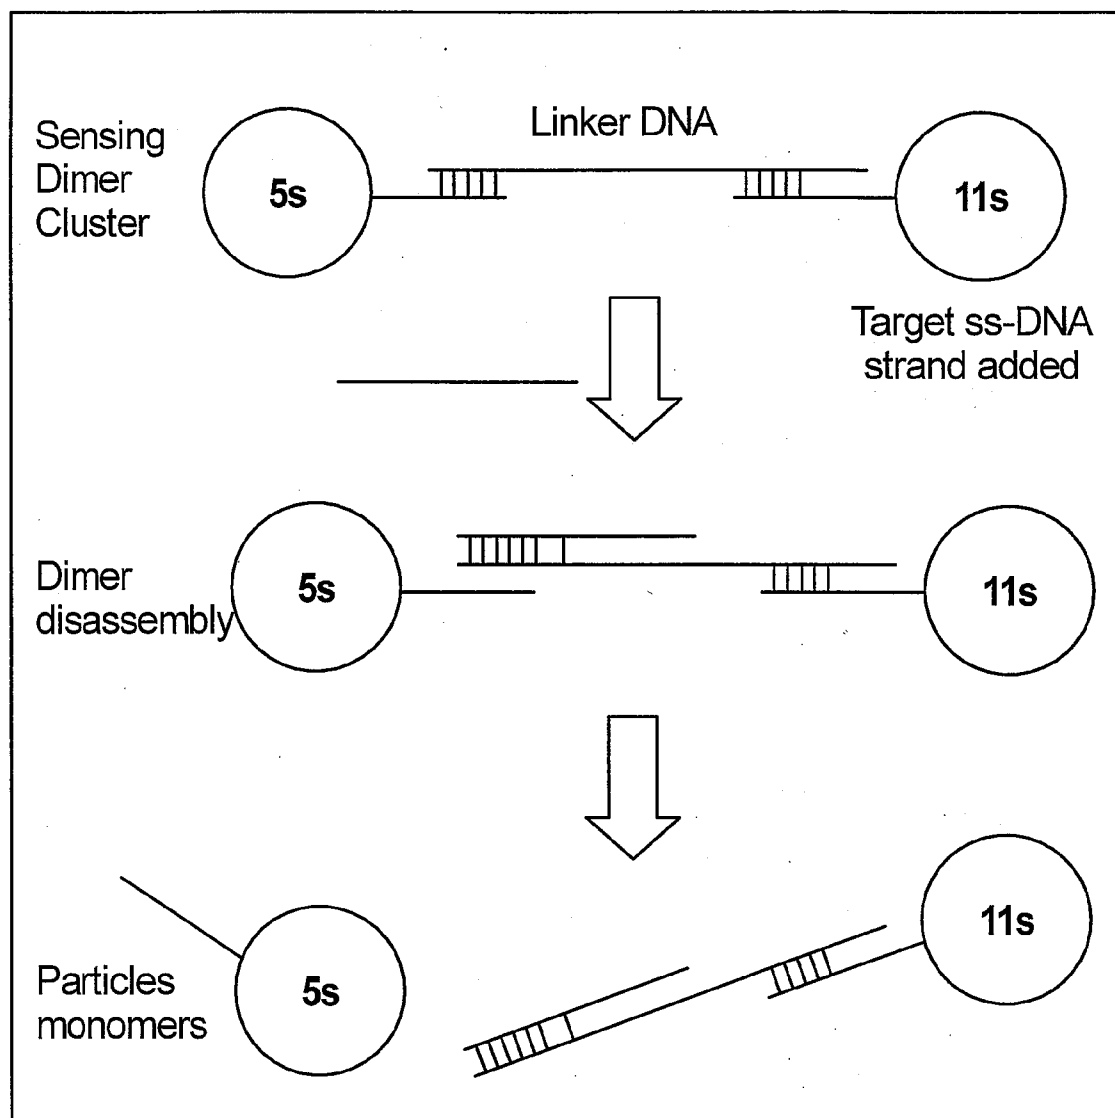 Sensing
Dimer
Cluster
5s
Linker DNA
11s
Target ss-DNA
strand added
Dimer
disassembly
5s
11s
Particles
monomers
5s
11s